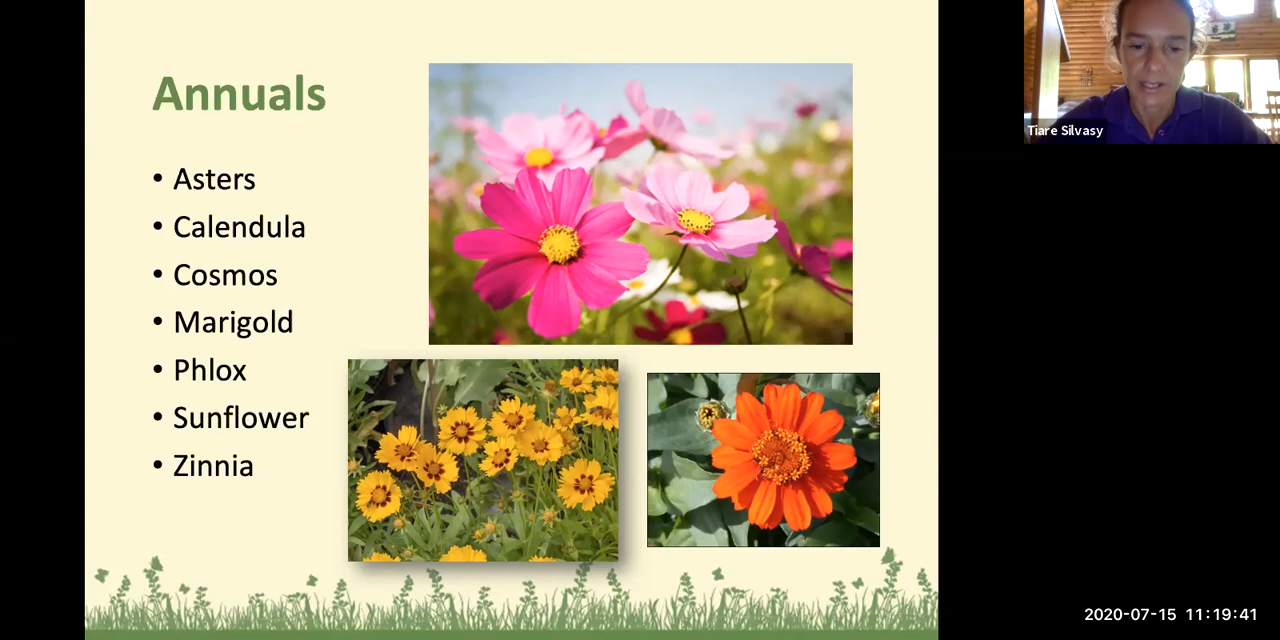 Annuals
• Asters
• Calendula
• Cosmos
• Marigold
• Phlox
• Sunflower
• Zinnia
Tiare Silvasy
2020-07-15 11:19:41